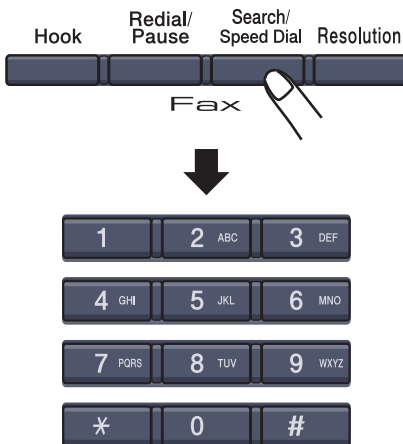 Hook Redial/ Pause Search/ Speed Dial Resolution
Fax
1 2 ABC 3 DEF
4 GHI 5 JKL 6 MNO
7 PQRS 8 TUV 9 WXYZ
* 0 #